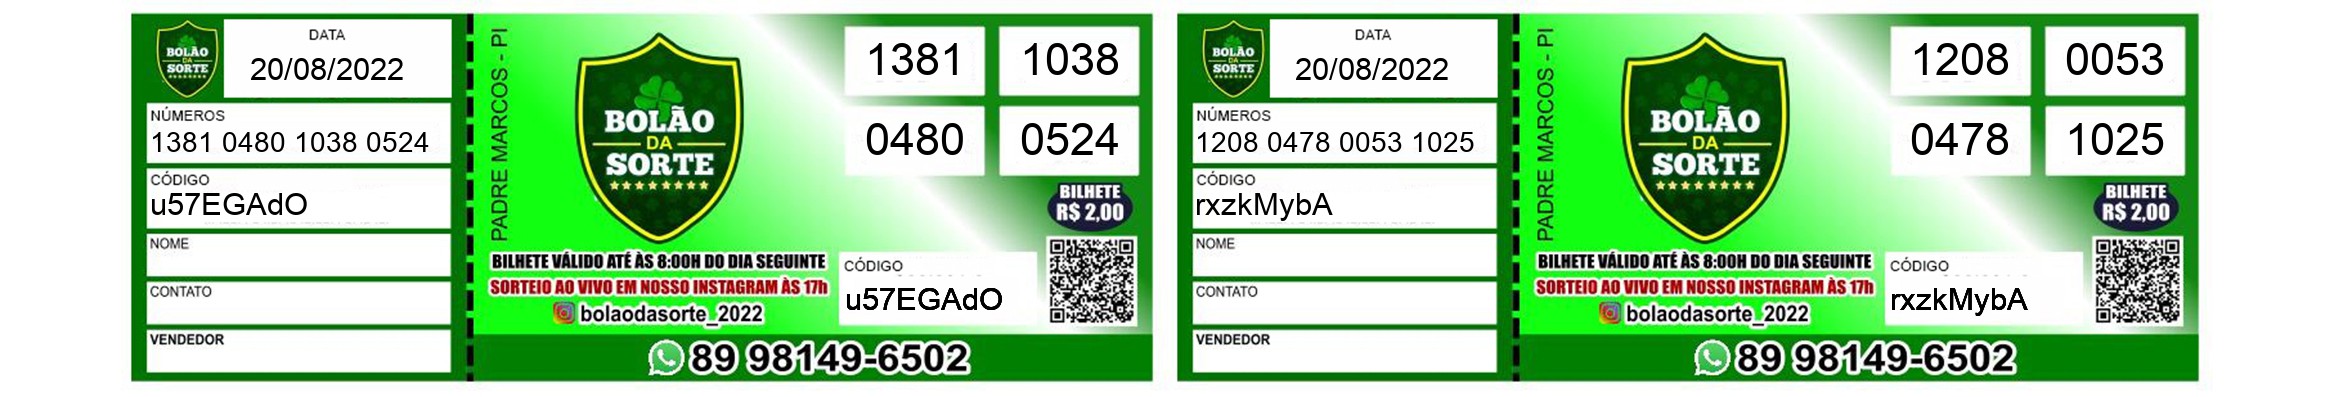 BOLÃO
DA
SORTE
DATA
20/08/2022
NÚMEROS
1381 0480 1038 0524
CÓDIGO
u57EGAdO
NOME
CONTATO
VENDEDOR
PADRE MARCOS - PI
BOLÃO
DA
SORTE
1381 1038
0480 0524
BILHETE
R$ 2,00
BILHETE VÁLIDO ATÉ ÀS 8:00H DO DIA SEGUINTE
SORTEIO AO VIVO EM NOSSO INSTAGRAM ÀS 17h
bolaodasorte_2022
CÓDIGO
u57EGAdO
89 98149-6502
BOLÃO
DA
SORTE
DATA
20/08/2022
NÚMEROS
1208 0478 0053 1025
CÓDIGO
rxzkMybA
NOME
CONTATO
VENDEDOR
PADRE MARCOS - PI
BOLÃO
DA
SORTE
1208 0053
0478 1025
BILHETE
R$ 2,00
BILHETE VÁLIDO ATÉ ÀS 8:00H DO DIA SEGUINTE
SORTEIO AO VIVO EM NOSSO INSTAGRAM ÀS 17h
bolaodasorte_2022
CÓDIGO
rxzkMybA
89 98149-6502